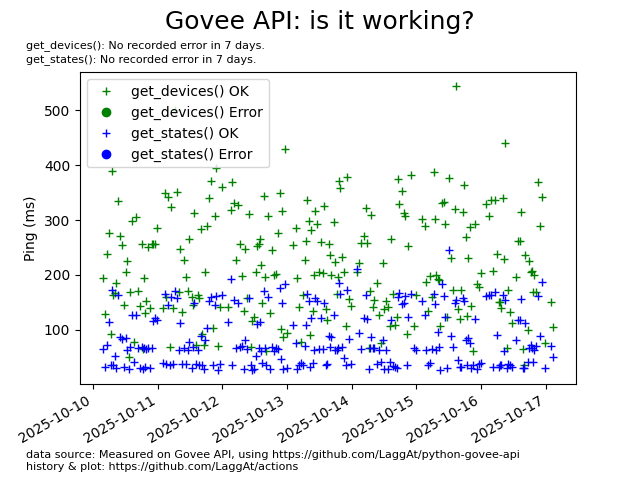 Govee API: is it working?
get_devices(): No recorded error in 7 days.
get_states(): No recorded error in 7 days.
get_devices() OK
get_devices() Error
get_states() OK
get_states() Error
500
400
300
200
100
Ping (ms)
2025-10-10
2025-10-11
2025-10-12
2025-10-13
2025-10-14
2025-10-15
2025-10-16
2025-10-17
data source: Measured on Govee API, using https://github.com/LaggAt/python-govee-api
history & plot: https://github.com/LaggAt/actions